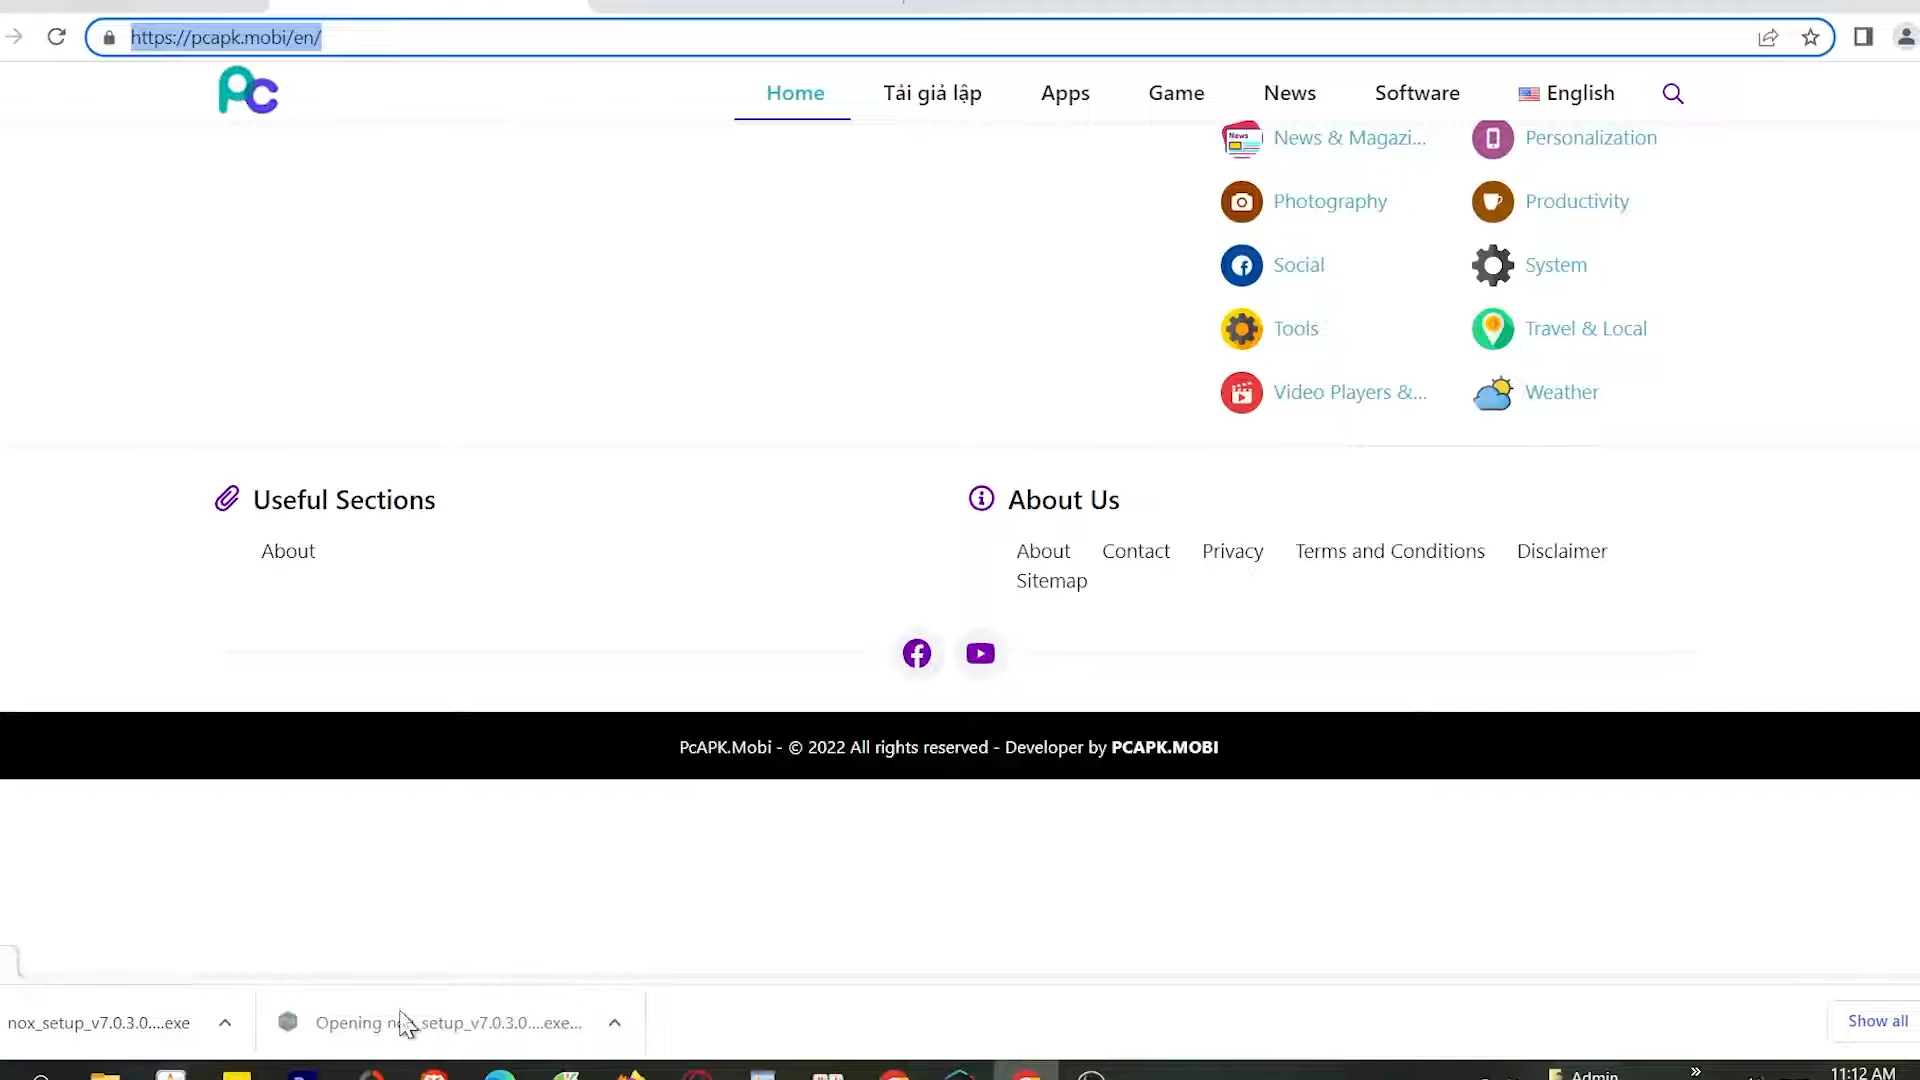 https://pcapk.mobi/en/
PC
Home Tải giả lập Apps Game News Software English
News & Magazi... Personalization
Photography Productivity
Social System
Tools Travel & Local
Video Players &... Weather
Useful Sections
About
About Us
About Contact Privacy Terms and Conditions Disclaimer
Sitemap
PcAPK.Mobi - © 2022 All rights reserved - Developer by PCAPK.MOBI
nox_setup_v7.0.3.0....exe
Opening nox_setup_v7.0.3.0....exe...
Show all
Admin
11:12 AM